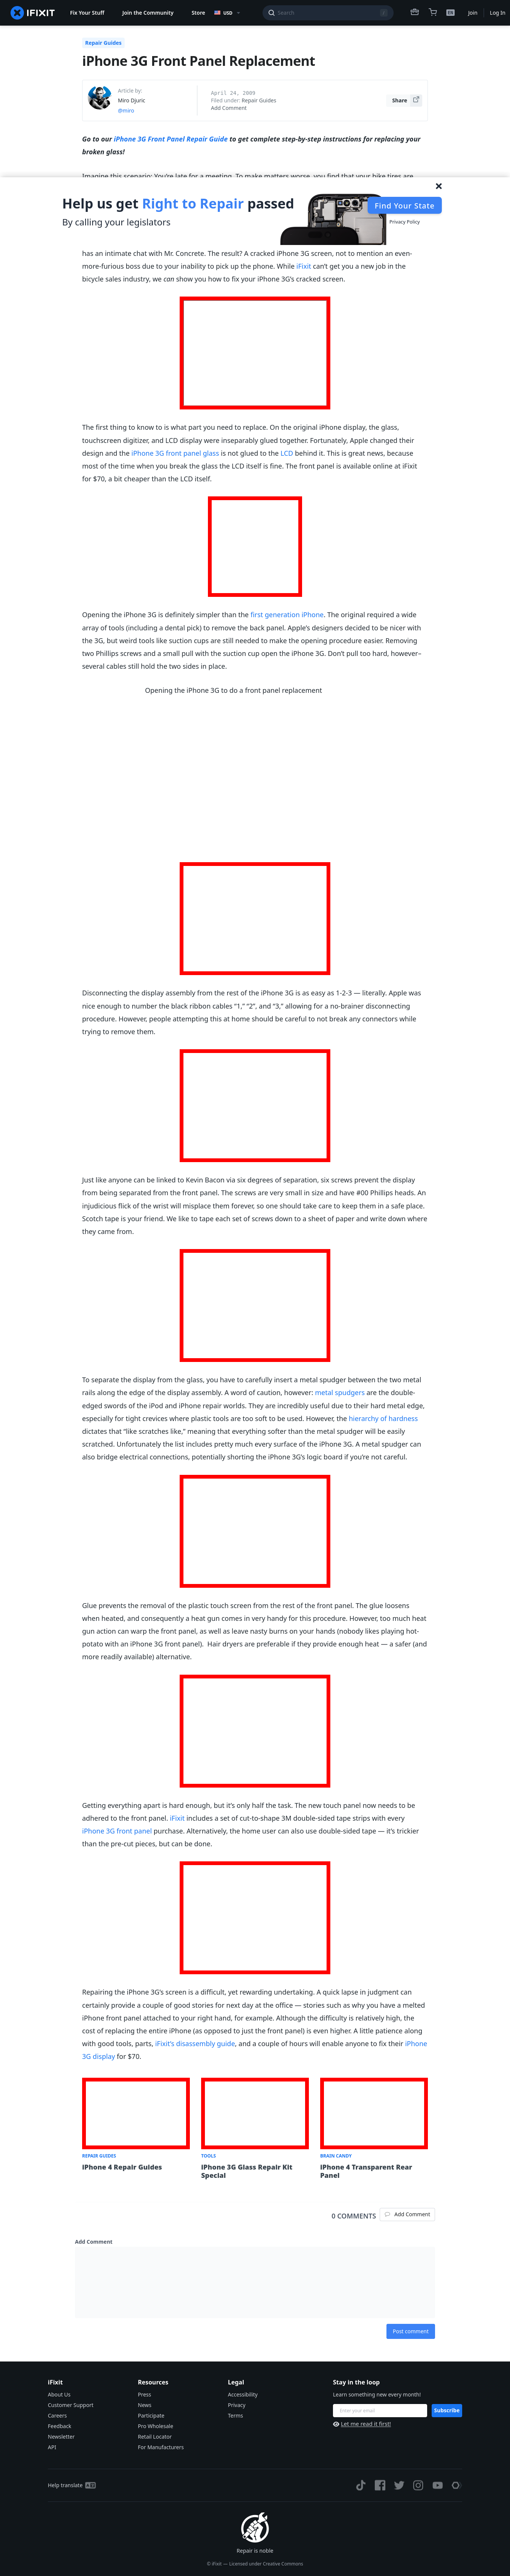 IFIXIT
Fix Your Stuff
Join the Community
Store
USD
Search
/
EN
Join
Log In
Repair Guides
iPhone 3G Front Panel Replacement
Article by:
Miro Djuric
@miro
April 24, 2009
Filed under: Repair Guides
Add Comment
Share
Go to our iPhone 3G Front Panel Repair Guide to get complete step-by-step instructions for replacing your
broken glass!
Imagine this scenario: You're late for a meeting. To make matters worse, you find that your bike tires are
Help us get Right to Repair passed
By calling your legislators
Find Your State
Privacy Policy
has an intimate chat with Mr. Concrete. The result? A cracked iPhone 3G screen, not to mention an even-
more-furious boss due to your inability to pick up the phone. While iFixit can't get you a new job in the
bicycle sales industry, we can show you how to fix your iPhone 3G's cracked screen.
The first thing to know to is what part you need to replace. On the original iPhone display, the glass,
touchscreen digitizer, and LCD display were inseparably glued together. Fortunately, Apple changed their
design and the iPhone 3G front panel glass is not glued to the LCD behind it. This is great news, because
most of the time when you break the glass the LCD itself is fine. The front panel is available online at iFixit
for $70, a bit cheaper than the LCD itself.
Opening the iPhone 3G is definitely simpler than the first generation iPhone. The original required a wide
array of tools (including a dental pick) to remove the back panel. Apple's designers decided to be nicer with
the 3G, but weird tools like suction cups are still needed to make the opening procedure easier. Removing
two Phillips screws and a small pull with the suction cup open the iPhone 3G. Don't pull too hard, however–
several cables still hold the two sides in place.
Opening the iPhone 3G to do a front panel replacement
Disconnecting the display assembly from the rest of the iPhone 3G is as easy as 1-2-3 — literally. Apple was
nice enough to number the black ribbon cables "1," "2", and "3," allowing for a no-brainer disconnecting
procedure. However, people attempting this at home should be careful to not break any connectors while
trying to remove them.
Just like anyone can be linked to Kevin Bacon via six degrees of separation, six screws prevent the display
from being separated from the front panel. The screws are very small in size and have #00 Phillips heads. An
injudicious flick of the wrist will misplace them forever, so one should take care to keep them in a safe place.
Scotch tape is your friend. We like to tape each set of screws down to a sheet of paper and write down where
they came from.
To separate the display from the glass, you have to carefully insert a metal spudger between the two metal
rails along the edge of the display assembly. A word of caution, however: metal spudgers are the double-
edged swords of the iPod and iPhone repair worlds. They are incredibly useful due to their hard metal edge,
especially for tight crevices where plastic tools are too soft to be used. However, the hierarchy of hardness
dictates that "like scratches like," meaning that everything softer than the metal spudger will be easily
scratched. Unfortunately the list includes pretty much every surface of the iPhone 3G. A metal spudger can
also bridge electrical connections, potentially shorting the iPhone 3G's logic board if you're not careful.
Glue prevents the removal of the plastic touch screen from the rest of the front panel. The glue loosens
when heated, and consequently a heat gun comes in very handy for this procedure. However, too much heat
gun action can warp the front panel, as well as leave nasty burns on your hands (nobody likes playing hot-
potato with an iPhone 3G front panel). Hair dryers are preferable if they provide enough heat — a safer (and
more readily available) alternative.
Getting everything apart is hard enough, but it's only half the task. The new touch panel now needs to be
adhered to the front panel. iFixit includes a set of cut-to-shape 3M double-sided tape strips with every
iPhone 3G front panel purchase. Alternatively, the home user can also use double-sided tape — it's trickier
than the pre-cut pieces, but can be done.
Repairing the iPhone 3G's screen is a difficult, yet rewarding undertaking. A quick lapse in judgment can
certainly provide a couple of good stories for next day at the office — stories such as why you have a melted
iPhone front panel attached to your right hand, for example. Although the difficulty is relatively high, the
cost of replacing the entire iPhone (as opposed to just the front panel) is even higher. A little patience along
with good tools, parts, iFixit's disassembly guide, and a couple of hours will enable anyone to fix their iPhone
3G display for $70.
REPAIR GUIDES
iPhone 4 Repair Guides
TOOLS
iPhone 3G Glass Repair Kit
Special
BRAIN CANDY
iPhone 4 Transparent Rear
Panel
0 COMMENTS
Add Comment
Add Comment
Post comment
iFixit
About Us
Customer Support
Careers
Feedback
Newsletter
API
Resources
Press
News
Participate
Pro Wholesale
Retail Locator
For Manufacturers
Legal
Accessibility
Privacy
Terms
Stay in the loop
Learn something new every month!
Enter your email
Subscribe
Let me read it first!
Help translate
Repair is noble
© iFixit — Licensed under Creative Commons